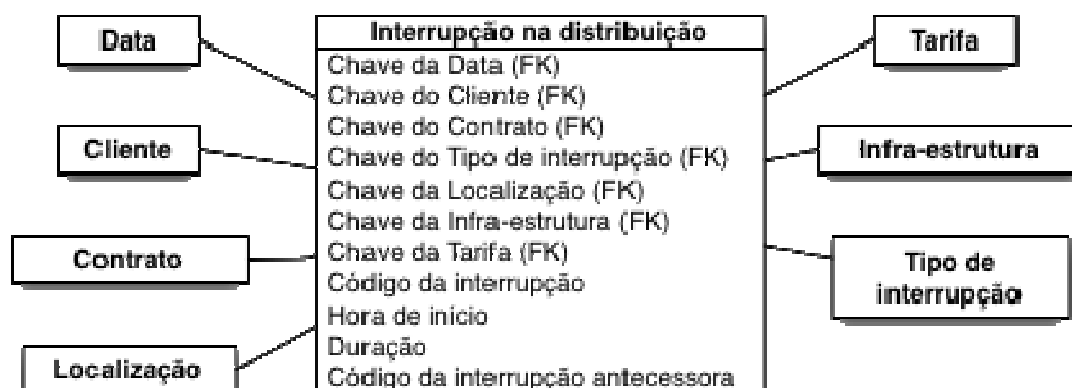 Data
Cliente
Contrato
Localização
Interrupção na distribuição
Chave da Data (FK)
Chave do Cliente (FK)
Chave do Contrato (FK)
Chave do Tipo de interrupção (FK)
Chave da Localização (FK)
Chave da Infra-estrutura (FK)
Chave da Tarifa (FK)
Código da interrupção
Hora de início
Duração
Código da interrupção antecessora
Tarifa
Infra-estrutura
Tipo de
interrupção